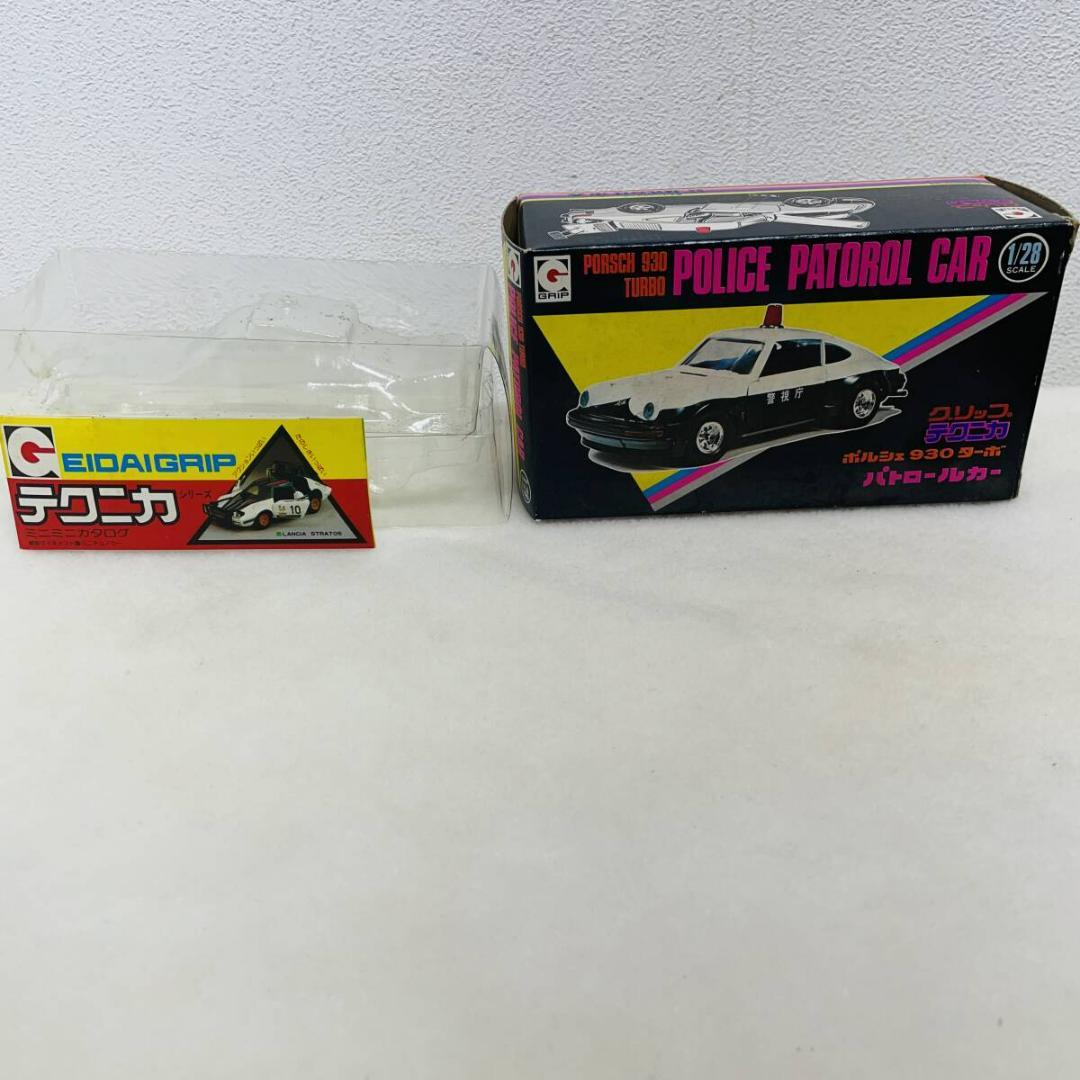 G EIDAIGRIP
テクニカ シリーズ
ミニミニカタログ
10
LANCIA STRATOS
G
GRIP
PORSCH 930
TURBO
POLICE PATOROL CAR
1/28
SCALE
警視庁
グリップ
テクニカ
ポルシェ 930 ターボ
パトロールカー